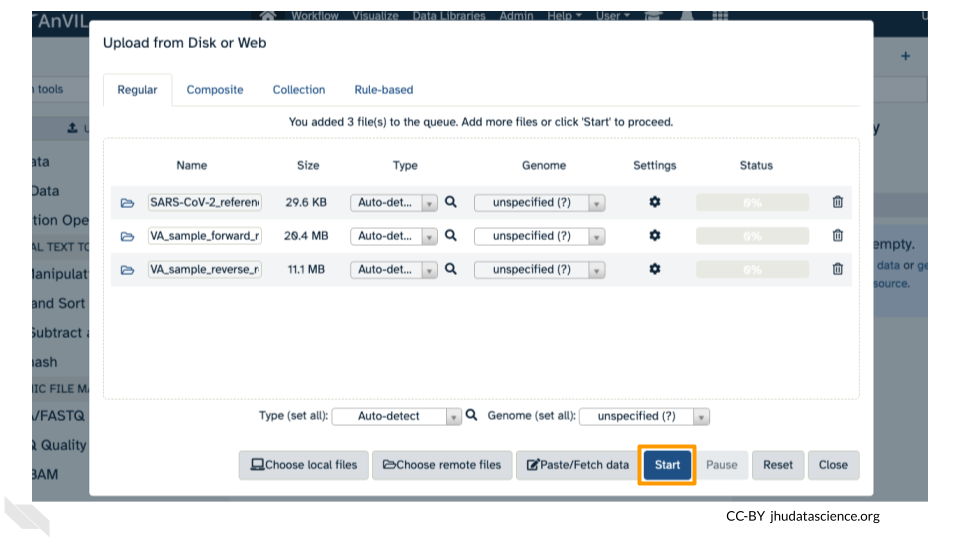 AnVIL Workflow Visualize Data Libraries Admin Help User
Upload from Disk or Web
tools
Regular Composite Collection Rule-based
You added 3 file(s) to the queue. Add more files or click 'Start' to proceed.
Name Size Type Genome Settings Status
SARS-CoV-2_referen 29.6 KB Auto-det... unspecified (?) 0%
VA_sample_forward_r 20.4 MB Auto-det... unspecified (?) 0%
VA_sample_reverse_r 11.1 MB Auto-det... unspecified (?) 0%
ata
Data
tion Ope
AL TEXT TO
Manipulat
and Sort
Subtract a
hash
IC FILE MA
/FASTQ
Q Quality
BAM
empty.
data or ge
source.
Type (set all): Auto-detect Genome (set all): unspecified (?)
Choose local files Choose remote files Paste/Fetch data Start Pause Reset Close
CC-BY jhudatascience.org